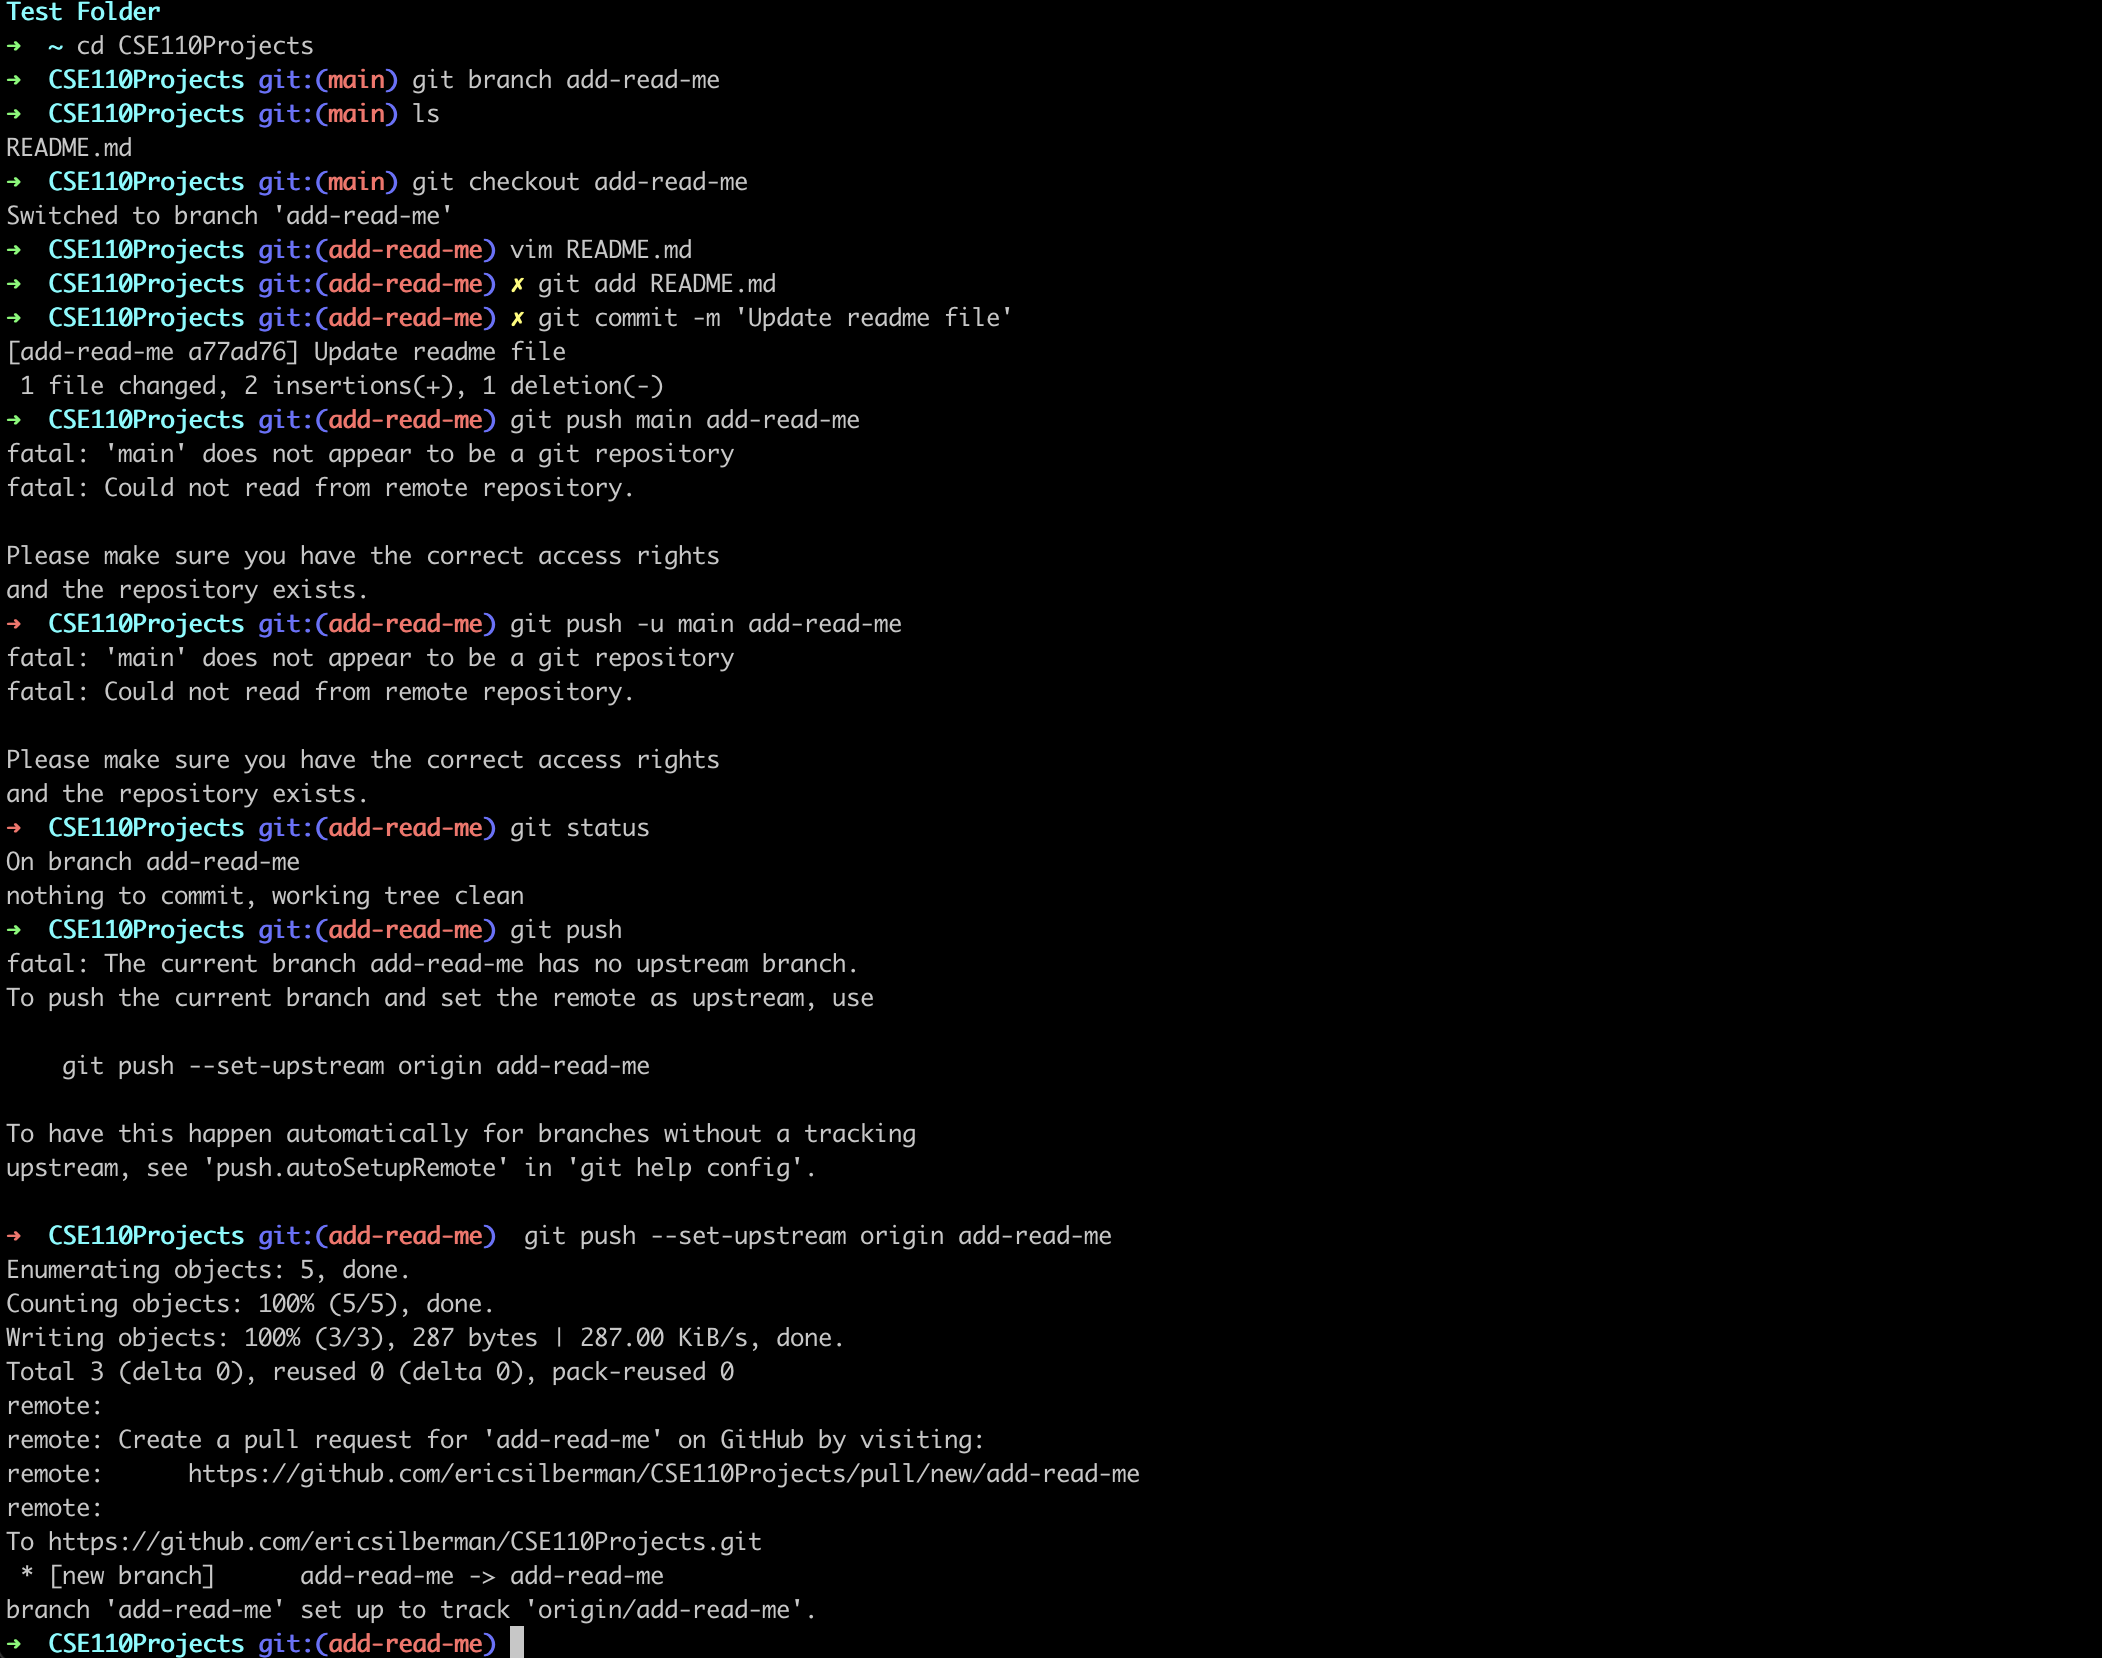 Test Folder
➜  ~ cd CSE110Projects
➜  CSE110Projects git:(main) git branch add-read-me
➜  CSE110Projects git:(main) ls
README.md
➜  CSE110Projects git:(main) git checkout add-read-me
Switched to branch 'add-read-me'
➜  CSE110Projects git:(add-read-me) vim README.md
➜  CSE110Projects git:(add-read-me) ✗ git add README.md
➜  CSE110Projects git:(add-read-me) ✗ git commit -m 'Update readme file'
[add-read-me a77ad76] Update readme file
 1 file changed, 2 insertions(+), 1 deletion(-)
➜  CSE110Projects git:(add-read-me) git push main add-read-me
fatal: 'main' does not appear to be a git repository
fatal: Could not read from remote repository.

Please make sure you have the correct access rights
and the repository exists.
➜  CSE110Projects git:(add-read-me) git push -u main add-read-me
fatal: 'main' does not appear to be a git repository
fatal: Could not read from remote repository.

Please make sure you have the correct access rights
and the repository exists.
➜  CSE110Projects git:(add-read-me) git status
On branch add-read-me
nothing to commit, working tree clean
➜  CSE110Projects git:(add-read-me) git push
fatal: The current branch add-read-me has no upstream branch.
To push the current branch and set the remote as upstream, use

    git push --set-upstream origin add-read-me

To have this happen automatically for branches without a tracking
upstream, see 'push.autoSetupRemote' in 'git help config'.

➜  CSE110Projects git:(add-read-me)  git push --set-upstream origin add-read-me
Enumerating objects: 5, done.
Counting objects: 100% (5/5), done.
Writing objects: 100% (3/3), 287 bytes | 287.00 KiB/s, done.
Total 3 (delta 0), reused 0 (delta 0), pack-reused 0
remote:
remote: Create a pull request for 'add-read-me' on GitHub by visiting:
remote:      https://github.com/ericsilberman/CSE110Projects/pull/new/add-read-me
remote:
To https://github.com/ericsilberman/CSE110Projects.git
 * [new branch]      add-read-me -> add-read-me
branch 'add-read-me' set up to track 'origin/add-read-me'.
➜  CSE110Projects git:(add-read-me)